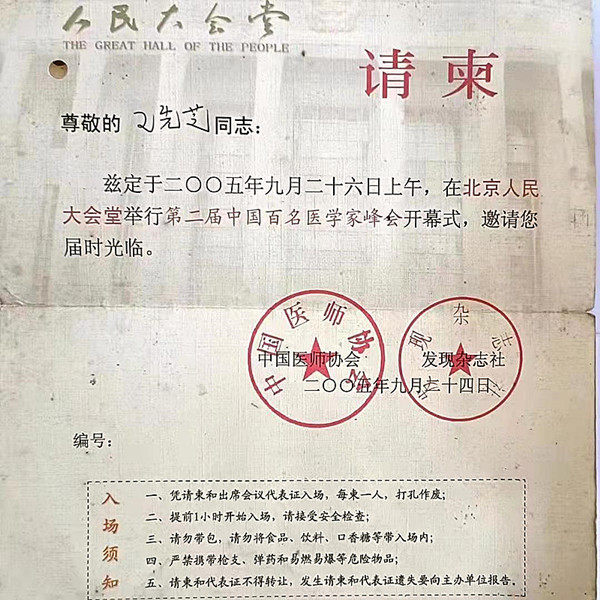 人民大会堂
THE GREAT HALL OF THE PEOPLE
请柬
尊敬的 刁先芝 同志：
兹定于二〇〇五年九月二十六日上午，在北京人民
大会堂举行第二届中国百名医学家峰会开幕式，邀请您
届时光临。
中国医师协会
发现杂志社
中国医师协会 发现杂志社
二〇〇五年九月二十四日
编号：
入场须知
一、凭请柬和出席会议代表证入场，每柬一人，打孔作废；
二、提前1小时开始入场，请接受安全检查；
三、请勿带包，请勿将食品、饮料、口香糖等带入场内；
四、严禁携带枪支、弹药和易燃易爆等危险物品；
五、请柬和代表证不得转让，发生请柬和代表证遗失要向主办单位报告。